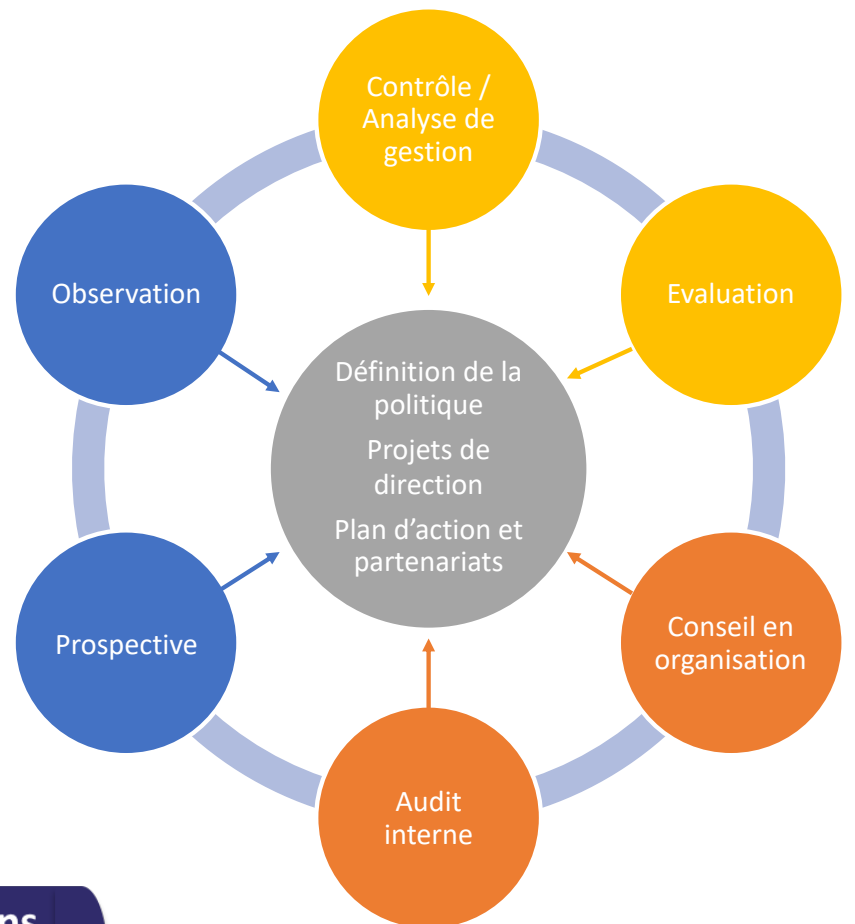 Contrôle /
Analyse de
gestion
Observation
Evaluation
Définition de la
politique
Projets de
direction
Plan d’action et
partenariats
Prospective
Conseil en
organisation
Audit
interne